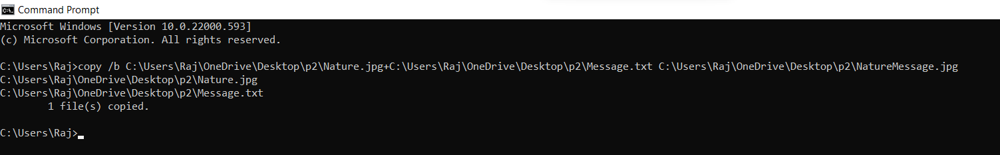 Command Prompt
Microsoft Windows [Version 10.0.22000.593]
(c) Microsoft Corporation. All rights reserved.
C:\Users\Raj>copy /b C:\Users\Raj\OneDrive\Desktop\p2\Nature.jpg+C:\Users\Raj\OneDrive\Desktop\p2\Message.txt C:\Users\Raj\OneDrive\Desktop\p2\NatureMessage.jpg
C:\Users\Raj\OneDrive\Desktop\p2\Nature.jpg
C:\Users\Raj\OneDrive\Desktop\p2\Message.txt
        1 file(s) copied.
C:\Users\Raj>